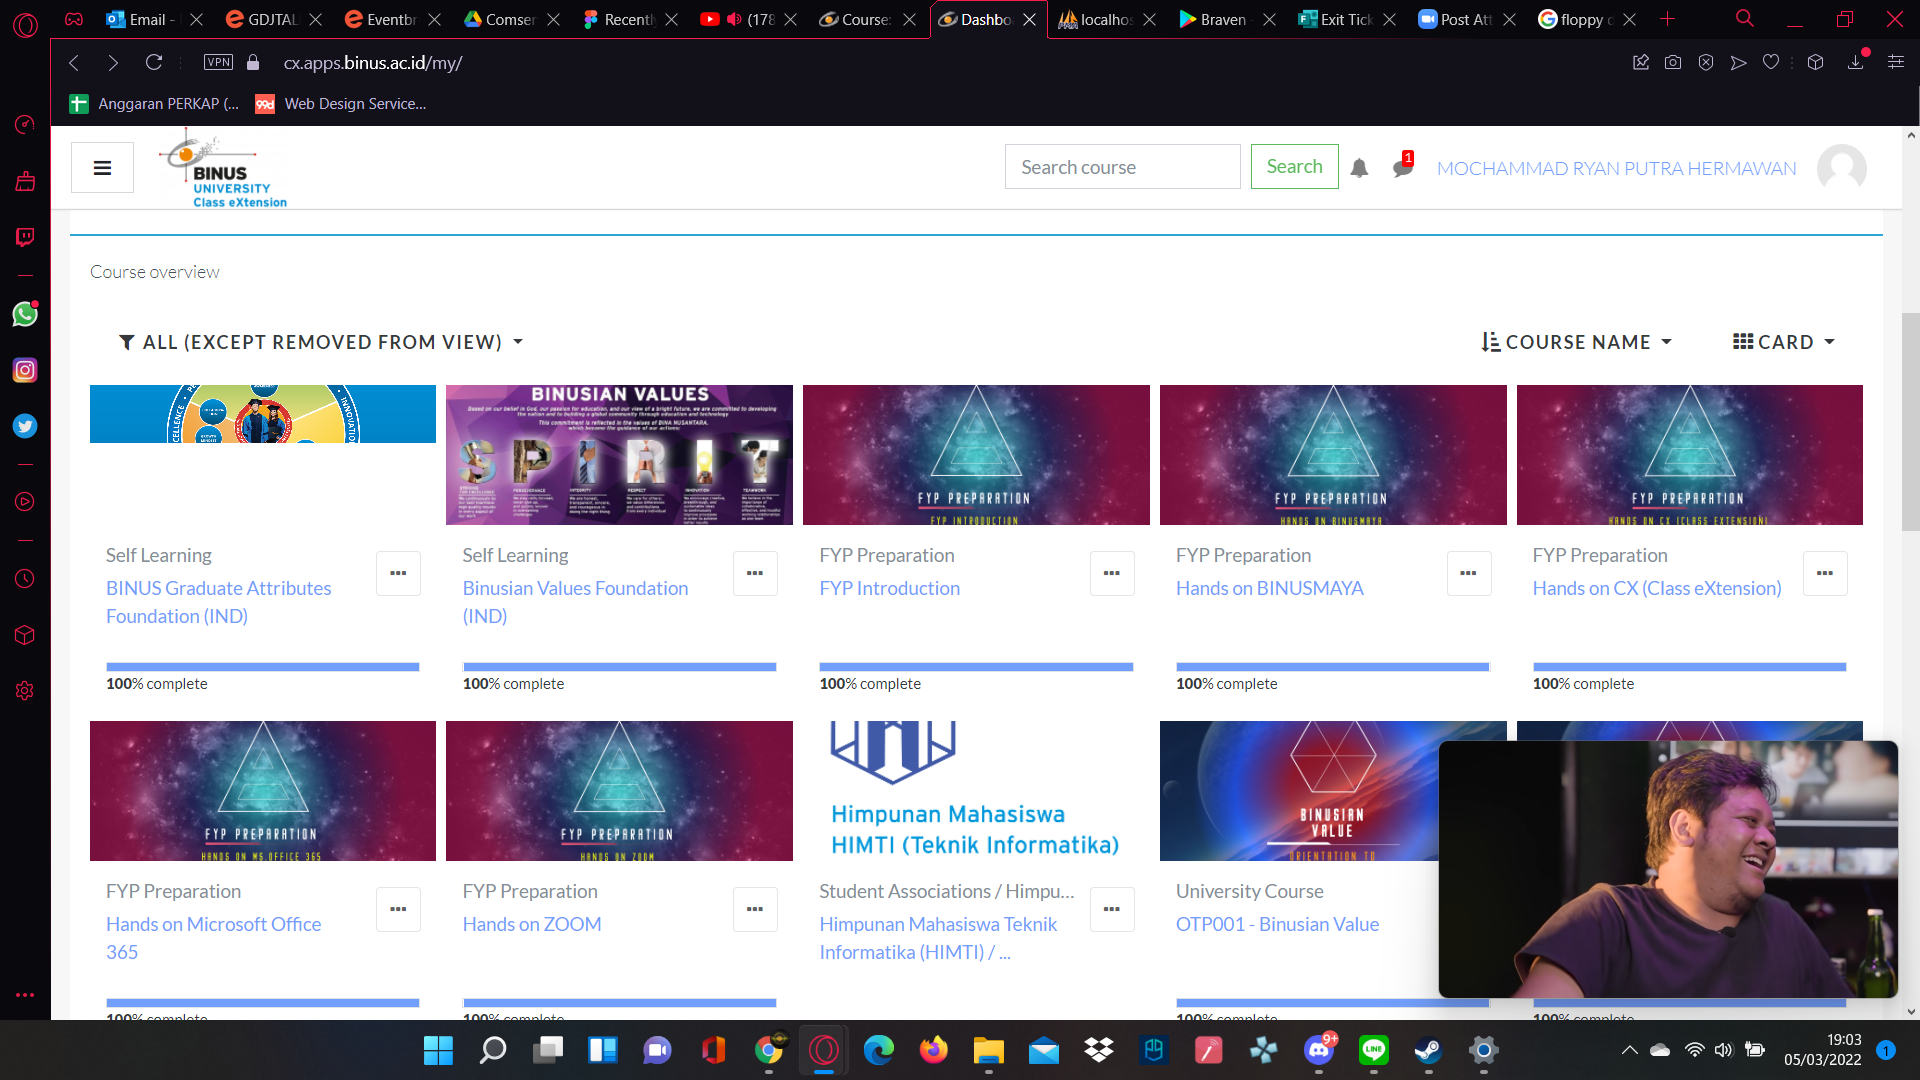 Email -
GDJTAL
Eventbr
Comser
Recently
(178
Course:
Dashbo
localhos
Braven -
Exit Tick
Post Att
floppy d
VPN
cx.apps.binus.ac.id/my/
Anggaran PERKAP (...
99d
Web Design Service...
BINUS
UNIVERSITY
Class eXtension
Search course
Search
1
MOCHAMMAD RYAN PUTRA HERMAWAN
Course overview
ALL (EXCEPT REMOVED FROM VIEW)
COURSE NAME
CARD
BINUSIAN VALUES
SPIRIT
FYP PREPARATION
FYP INTRODUCTION
FYP PREPARATION
HANDS ON BINUSMAYA
FYP PREPARATION
HANDS ON CX (CLASS EXTENSION)
Self Learning
BINUS Graduate Attributes
Foundation (IND)
100% complete
Self Learning
Binusian Values Foundation
(IND)
100% complete
FYP Preparation
FYP Introduction
100% complete
FYP Preparation
Hands on BINUSMAYA
100% complete
FYP Preparation
Hands on CX (Class eXtension)
100% complete
FYP PREPARATION
HANDS ON MS.OFFICE 365
FYP PREPARATION
HANDS ON ZOOM
Himpunan Mahasiswa
HIMTI (Teknik Informatika)
BINUSIAN
VALUE
ORIENTATION TO
FYP Preparation
Hands on Microsoft Office
365
100% complete
FYP Preparation
Hands on ZOOM
100% complete
Student Associations / Himpu...
Himpunan Mahasiswa Teknik
Informatika (HIMTI) / ...
University Course
OTP001 - Binusian Value
100% complete
100% complete
9+
LINE
19:03
05/03/2022
1